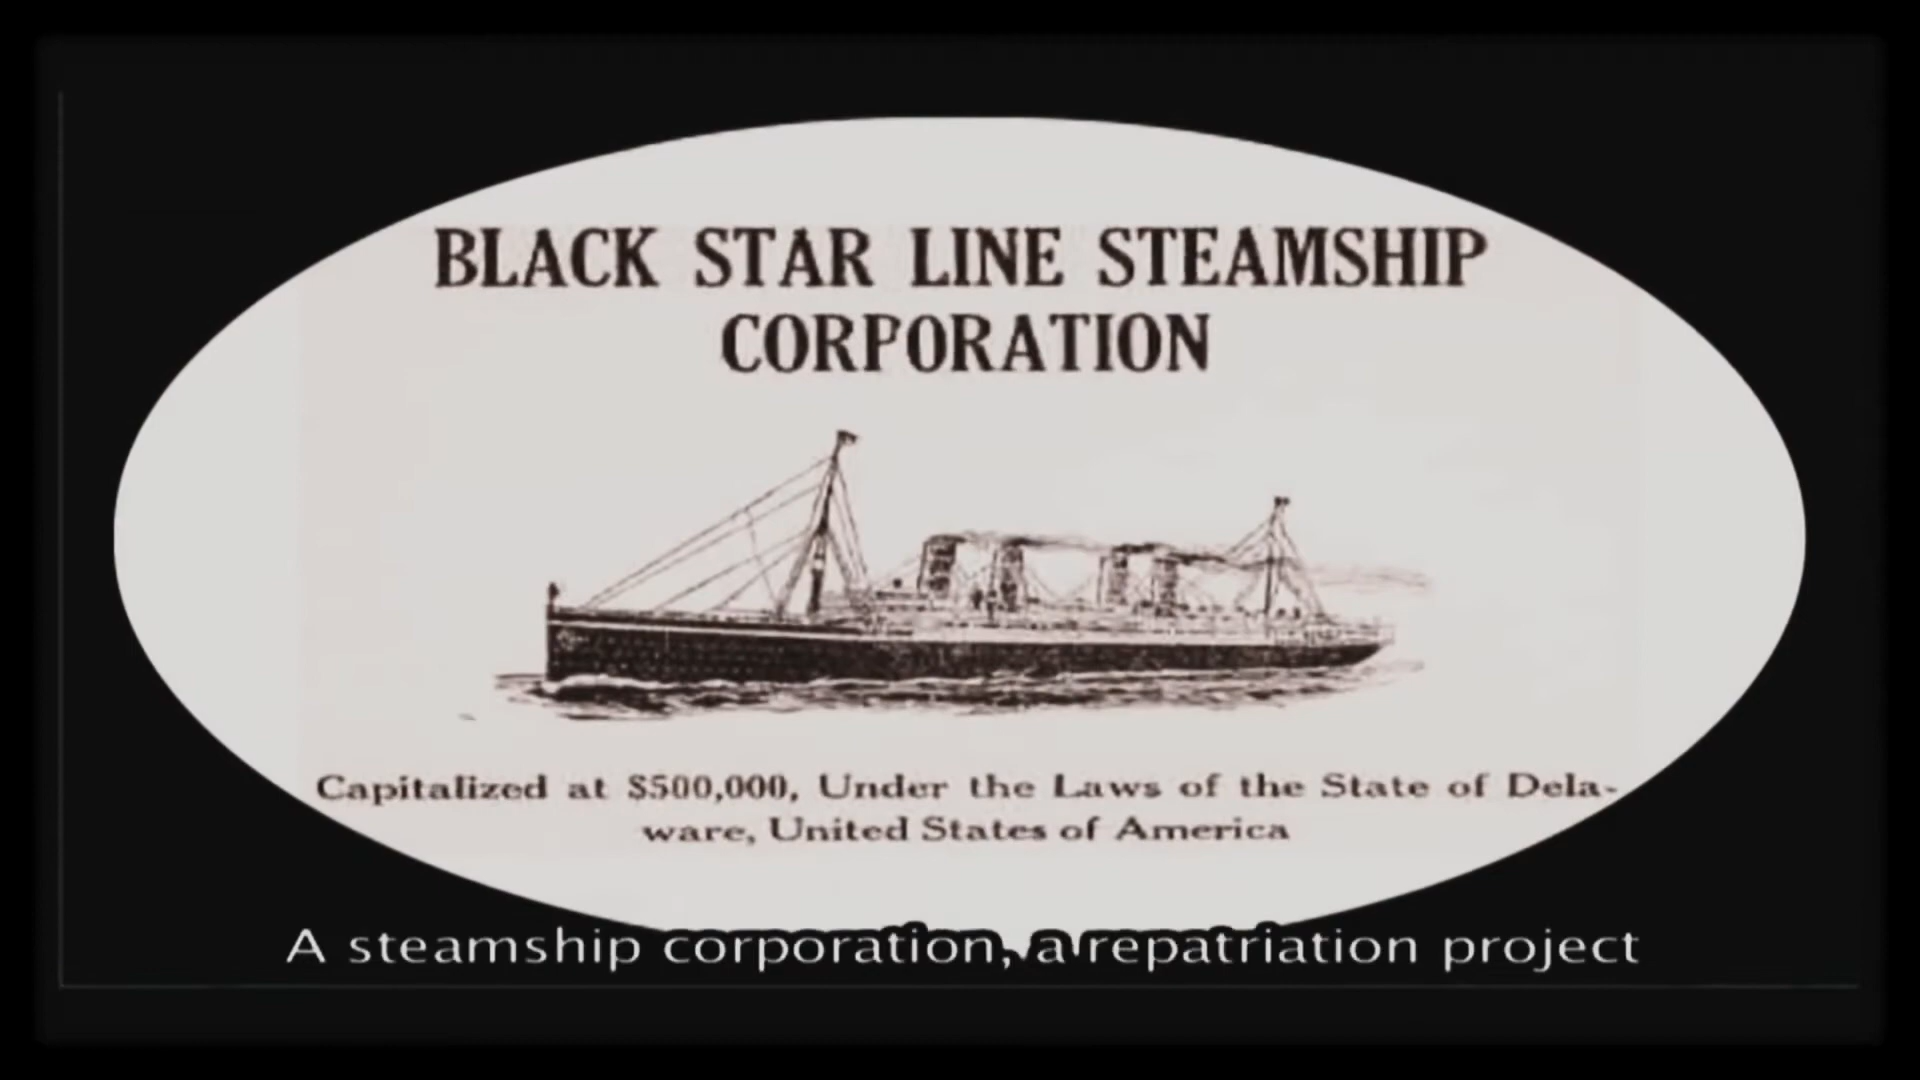 BLACK STAR LINE STEAMSHIP
CORPORATION
Capitalized at $500,000, Under the Laws of the State of Dela-
ware, United States of America
A steamship corporation, a repatriation project